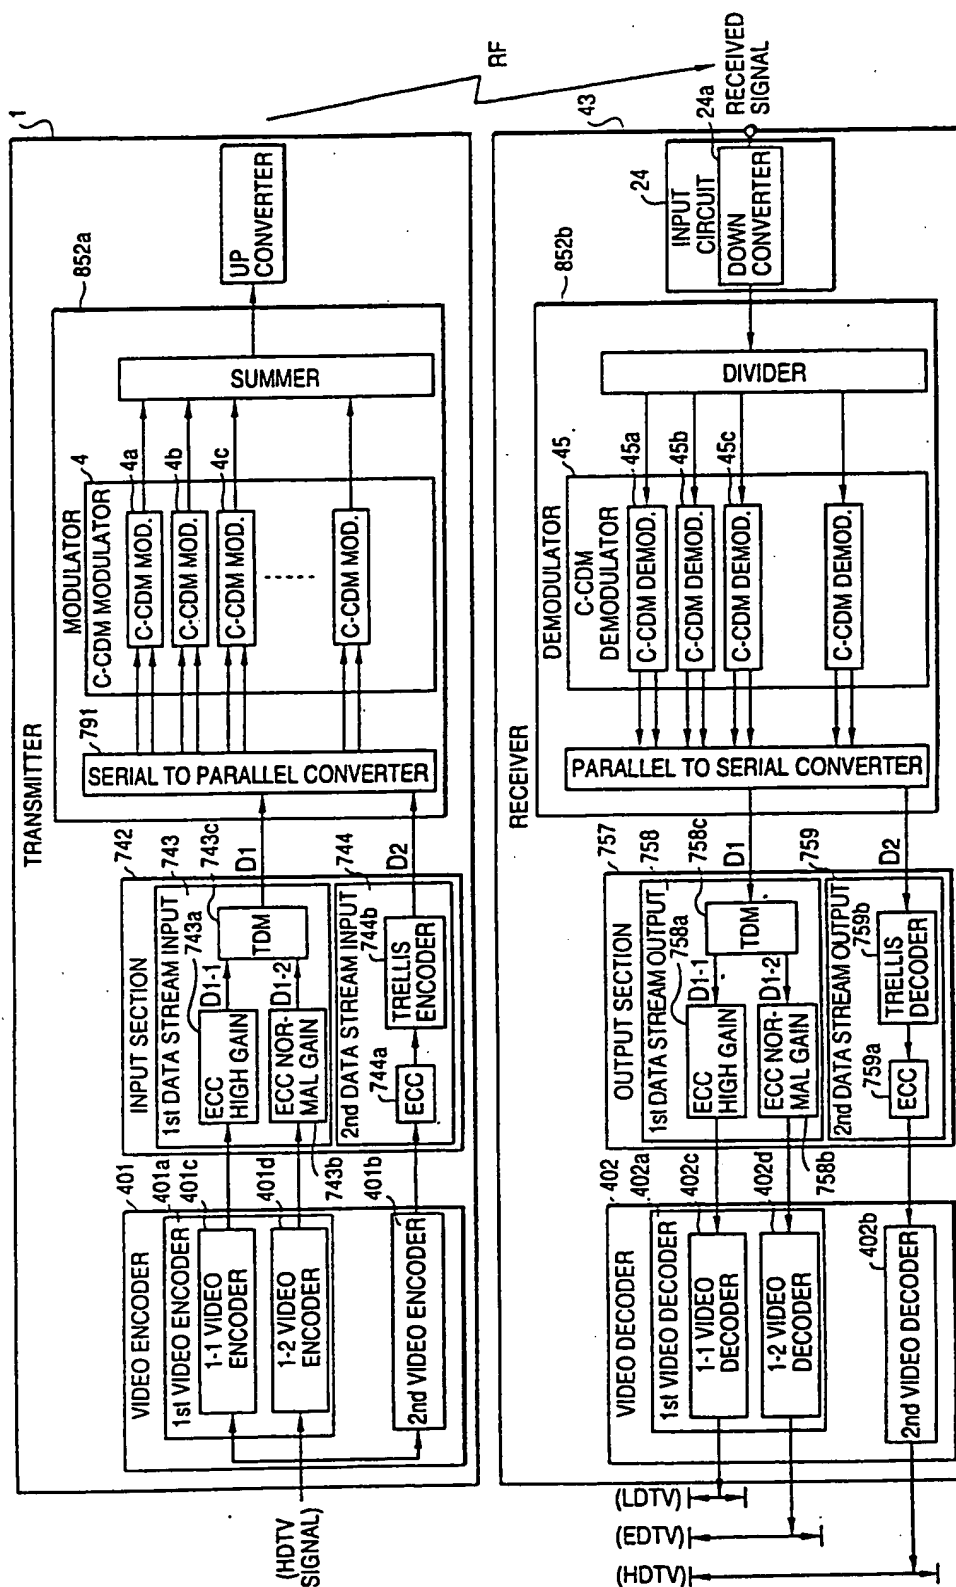 TRANSMITTER
1
(HDTV
SIGNAL)
VIDEO ENCODER
401
1st VIDEO ENCODER
401a
401c
1-1 VIDEO
ENCODER
401d
1-2 VIDEO
ENCODER
401b
2nd VIDEO ENCODER
INPUT SECTION
742
1st DATA STREAM INPUT
743
743a
743c
ECC
HIGH GAIN
D1-1
TDM
ECC NOR-
MAL GAIN
D1-2
743b
2nd DATA STREAM INPUT
744
744a
744b
ECC
TRELLIS
ENCODER
D1
D2
MODULATOR
852a
791
SERIAL TO PARALLEL CONVERTER
C-CDM MODULATOR
4
4a
C-CDM MOD.
4b
C-CDM MOD.
4c
C-CDM MOD.
C-CDM MOD.
SUMMER
UP
CONVERTER
RF
RECEIVER
43
RECEIVED
SIGNAL
24
24a
INPUT
CIRCUIT
DOWN
CONVERTER
DEMODULATOR
852b
DIVIDER
C-CDM
DEMODULATOR
45
45a
C-CDM DEMOD.
45b
C-CDM DEMOD.
45c
C-CDM DEMOD.
C-CDM DEMOD.
PARALLEL TO SERIAL CONVERTER
D1
D2
OUTPUT SECTION
757
1st DATA STREAM OUTPUT
758
758a
758c
ECC
HIGH GAIN
D1-1
TDM
ECC NOR-
MAL GAIN
D1-2
758b
2nd DATA STREAM OUTPUT
759
759a
759b
ECC
TRELLIS
DECODER
VIDEO DECODER
402
1st VIDEO DECODER
402a
402c
1-1 VIDEO
DECODER
402d
1-2 VIDEO
DECODER
402b
2nd VIDEO DECODER
(LDTV)
(EDTV)
(HDTV)